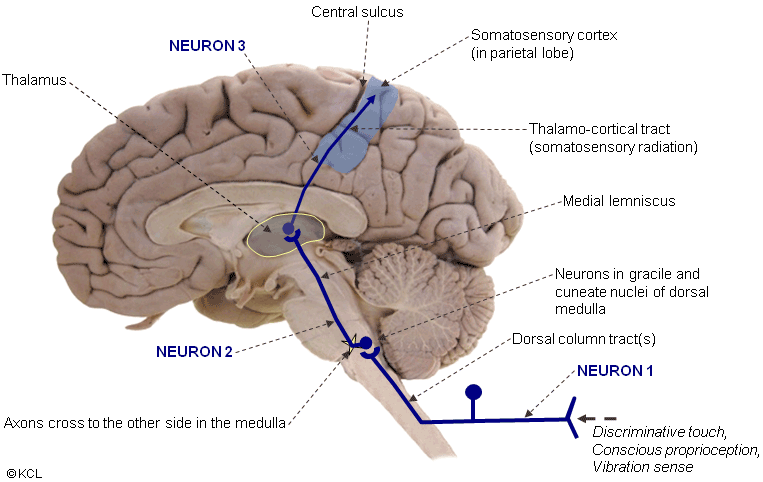 Central sulcus
NEURON 3
Somatosensory cortex
(in parietal lobe)
Thalamus
Thalamo-cortical tract
(somatosensory radiation)
Medial lemniscus
Neurons in gracile and
cuneate nuclei of dorsal
medulla
NEURON 2
Dorsal column tract(s)
NEURON 1
Axons cross to the other side in the medulla
Discriminative touch,
Conscious proprioception,
Vibration sense
©KCL